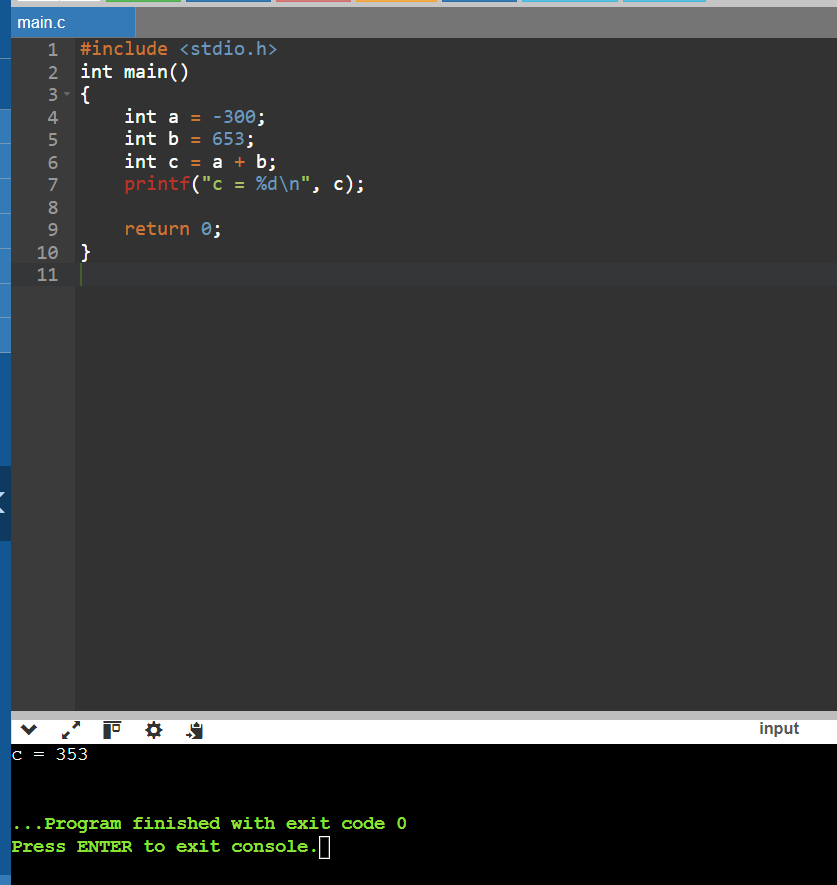 main.c
1 #include <stdio.h>
2 int main()
3 {
4     int a = -300;
5     int b = 653;
6     int c = a + b;
7     printf("c = %d\n", c);
8
9     return 0;
10 }
11
input
c = 353
...Program finished with exit code 0
Press ENTER to exit console.